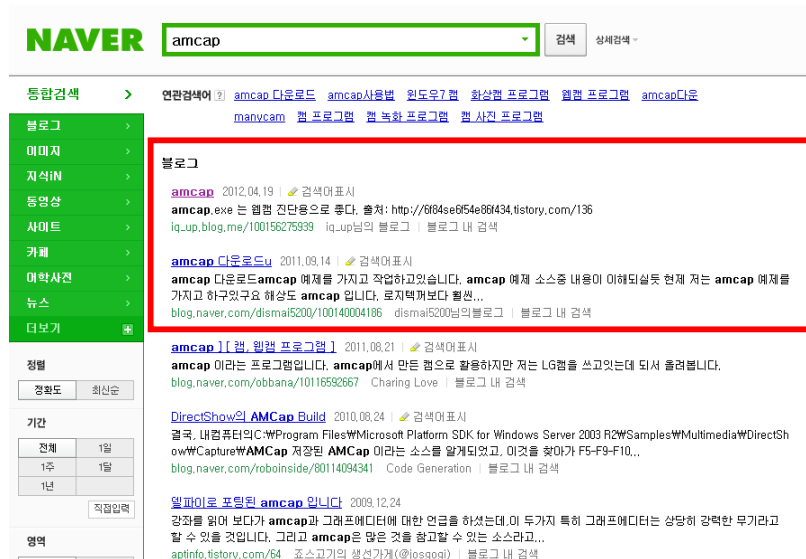 NAVER
amcap
검색
상세검색
통합검색
블로그
이미지
지식iN
동영상
사이트
카페
어학사전
뉴스
더보기
정렬
정확도 최신순
기간
전체 1일
1주 1달
1년
직접입력
영역
연관검색어 ? amcap 다운로드 amcap사용법 윈도우7 캠 화상캠 프로그램 웹캠 프로그램 amcap다운
manycam 캠 프로그램 캠 녹화 프로그램 캠 사진 프로그램
블로그
amcap 2012.04.19 | 검색어표시
amcap.exe 는 웹캠 진단용으로 좋다. 출처: http://6f84se6f54e86f434.tistory.com/136
iq_up.blog.me/100156275939 iq_up님의 블로그 | 블로그 내 검색
amcap 다운로드u 2011.09.14 | 검색어표시
amcap 다운로드amcap 예제를 가지고 작업하고있습니다. amcap 예제 소스중 내용이 이해되실듯 현재 저는 amcap 예제를
가지고 하구있구요 해상도 amcap 입니다. 로지텍꺼보다 훨씬...
blog.naver.com/dismal5200/100140004186 dismal5200님의블로그 | 블로그 내 검색
amcap ] [ 캠, 웹캠 프로그램 ] 2011.08.21 | 검색어표시
amcap 이라는 프로그램입니다. amcap에서 만든 캠으로 활용하지만 저는 LG캠을 쓰고잇는데 되서 올려봅니다.
blog.naver.com/obbana/10116592667 Charing Love | 블로그 내 검색
DirectShow의 AMCap Build 2010.08.24 | 검색어표시
결국, 내컴퓨터의C:₩Program Files₩Microsoft Platform SDK for Windows Server 2003 R2₩Samples₩Multimedia₩DirectSh
ow₩Capture₩AMCap 저장된 AMCap 이라는 소스를 알게되었고, 이것을 찾아가 F5-F9-F10...
blog.naver.com/roboinside/80114094341 Code Generation | 블로그 내 검색
델파이로 포팅된 amcap 입니다 2009.12.24
강좌를 읽어 보다가 amcap과 그래프에디터에 대한 언급을 하셨는데,이 두가지 특히 그래프에디터는 상당히 강력한 무기라고
할 수 있을 것입니다. 그리고 amcap은 많은 것을 참고할 수 있는 소스라고...
aptinfo.tistory.com/64 죠스고기의 생선가게(@josgogi) | 블로그 내 검색